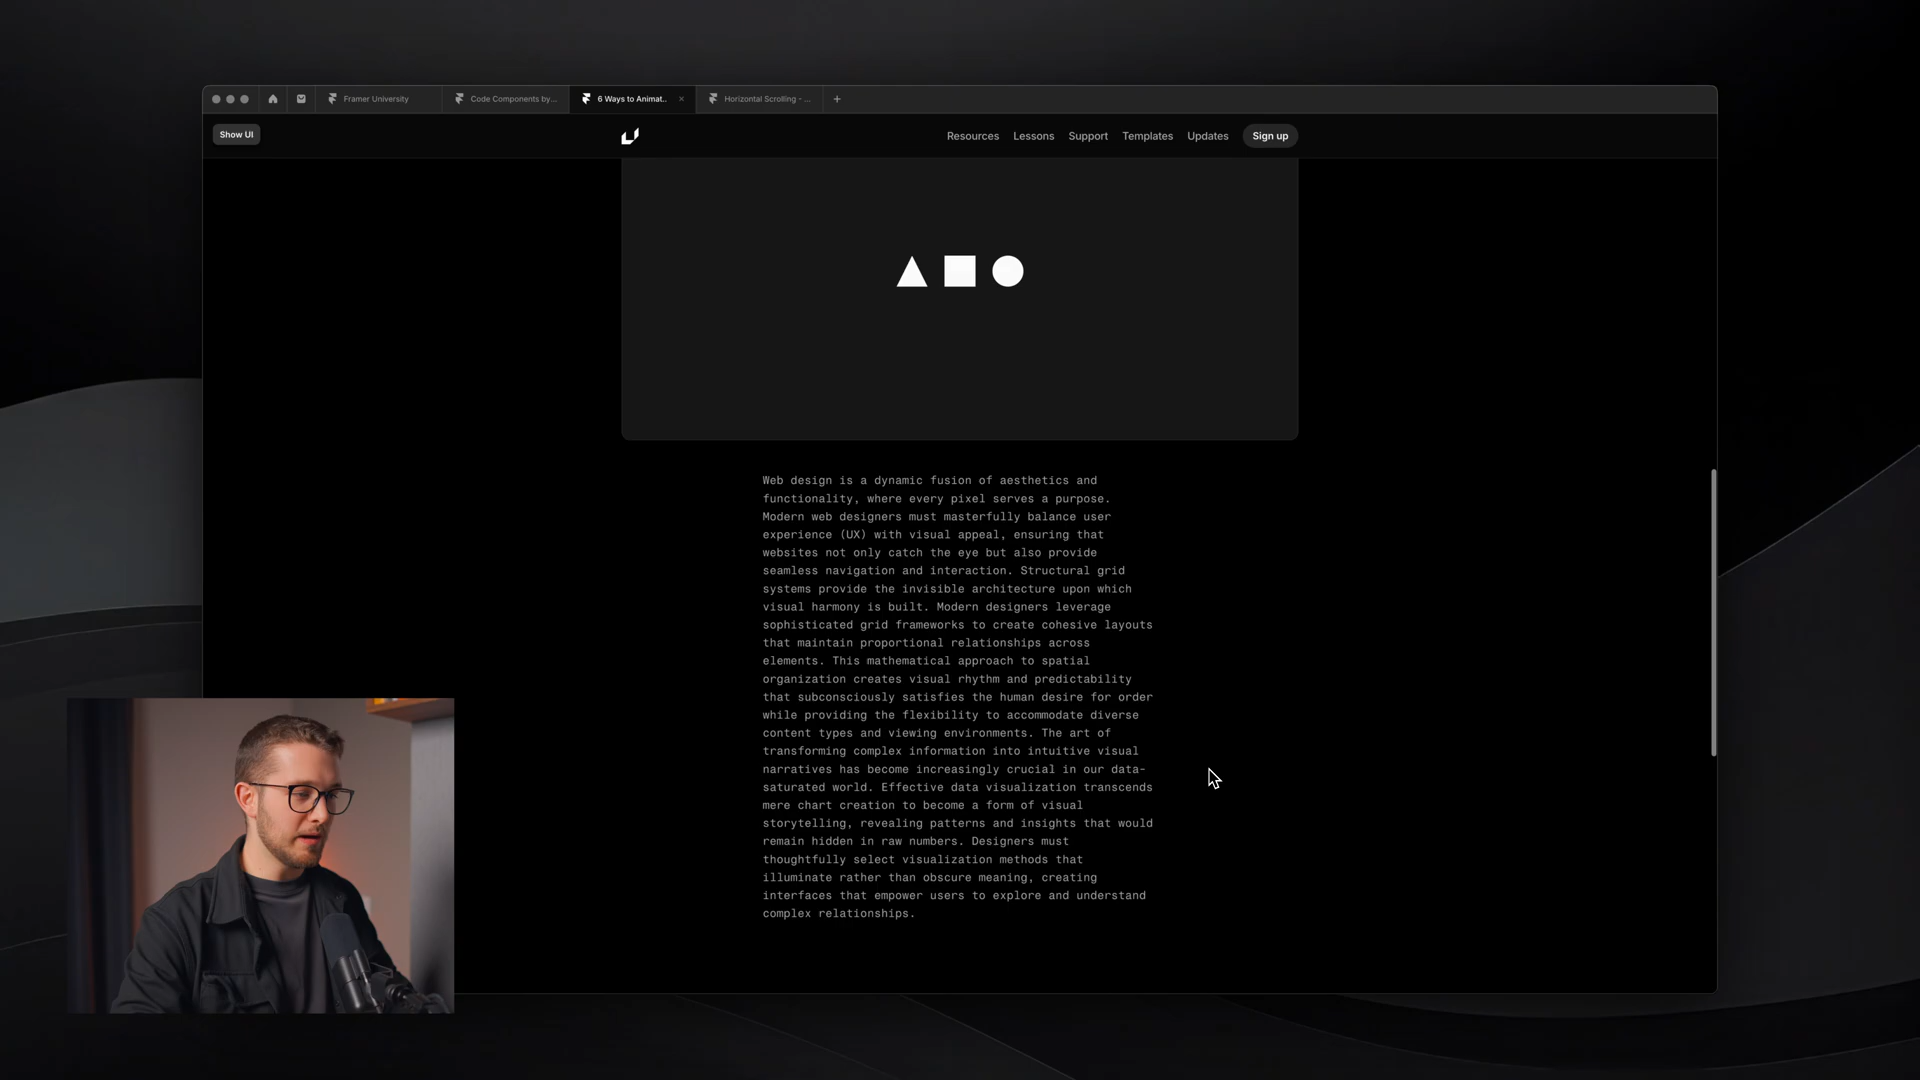 Framer University
Code Components by...
6 Ways to Animat..
Horizontal Scrolling - ...
Show UI
Resources
Lessons
Support
Templates
Updates
Sign up
Web design is a dynamic fusion of aesthetics and
functionality, where every pixel serves a purpose.
Modern web designers must masterfully balance user
experience (UX) with visual appeal, ensuring that
websites not only catch the eye but also provide
seamless navigation and interaction. Structural grid
systems provide the invisible architecture upon which
visual harmony is built. Modern designers leverage
sophisticated grid frameworks to create cohesive layouts
that maintain proportional relationships across
elements. This mathematical approach to spatial
organization creates visual rhythm and predictability
that subconsciously satisfies the human desire for order
while providing the flexibility to accommodate diverse
content types and viewing environments. The art of
transforming complex information into intuitive visual
narratives has become increasingly crucial in our data-
saturated world. Effective data visualization transcends
mere chart creation to become a form of visual
storytelling, revealing patterns and insights that would
remain hidden in raw numbers. Designers must
thoughtfully select visualization methods that
illuminate rather than obscure meaning, creating
interfaces that empower users to explore and understand
complex relationships.